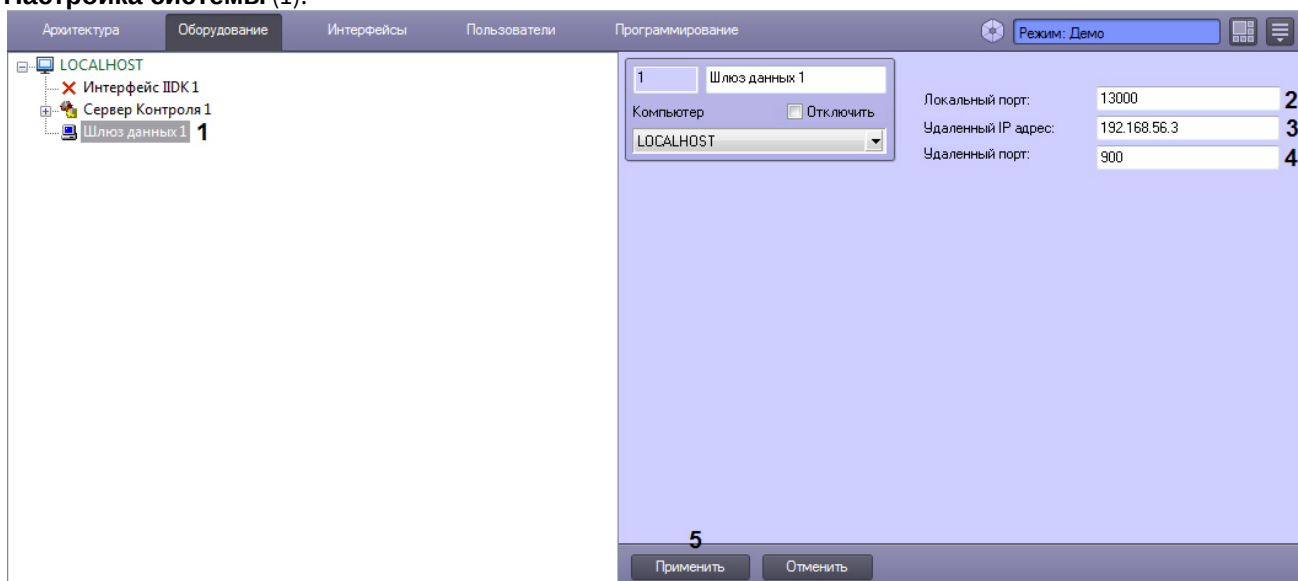 Настройка системы (1).
Архитектура Оборудование Интерфейсы Пользователи Программирование Режим: Демо
LOCALHOST
Интерфейс IIDK 1
Сервер Контроля 1
Шлюз данных 1 1
1 Шлюз данных 1
Компьютер Отключить
LOCALHOST
Локальный порт: 13000 2
Удаленный IP адрес: 192.168.56.3 3
Удаленный порт: 900 4
5
Применить Отменить